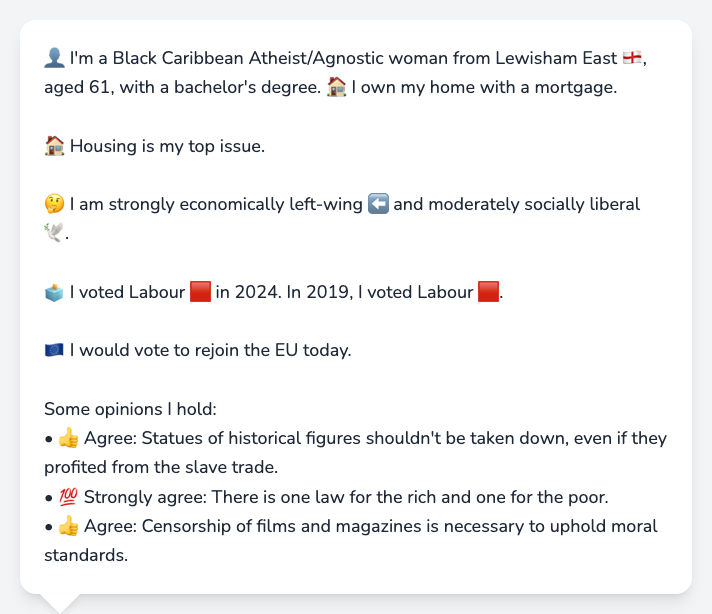 👤 I'm a Black Caribbean Atheist/Agnostic woman from Lewisham East 🏴󠁧󠁢󠁥󠁮󠁧󠁿,
aged 61, with a bachelor's degree. 🏠 I own my home with a mortgage.
🏠 Housing is my top issue.
🤔 I am strongly economically left-wing ⬅️ and moderately socially liberal
🕊️.
🗳️ I voted Labour 🟥 in 2024. In 2019, I voted Labour 🟥.
🇪🇺 I would vote to rejoin the EU today.
Some opinions I hold:
• 👍 Agree: Statues of historical figures shouldn't be taken down, even if they
profited from the slave trade.
• 💯 Strongly agree: There is one law for the rich and one for the poor.
• 👍 Agree: Censorship of films and magazines is necessary to uphold moral
standards.